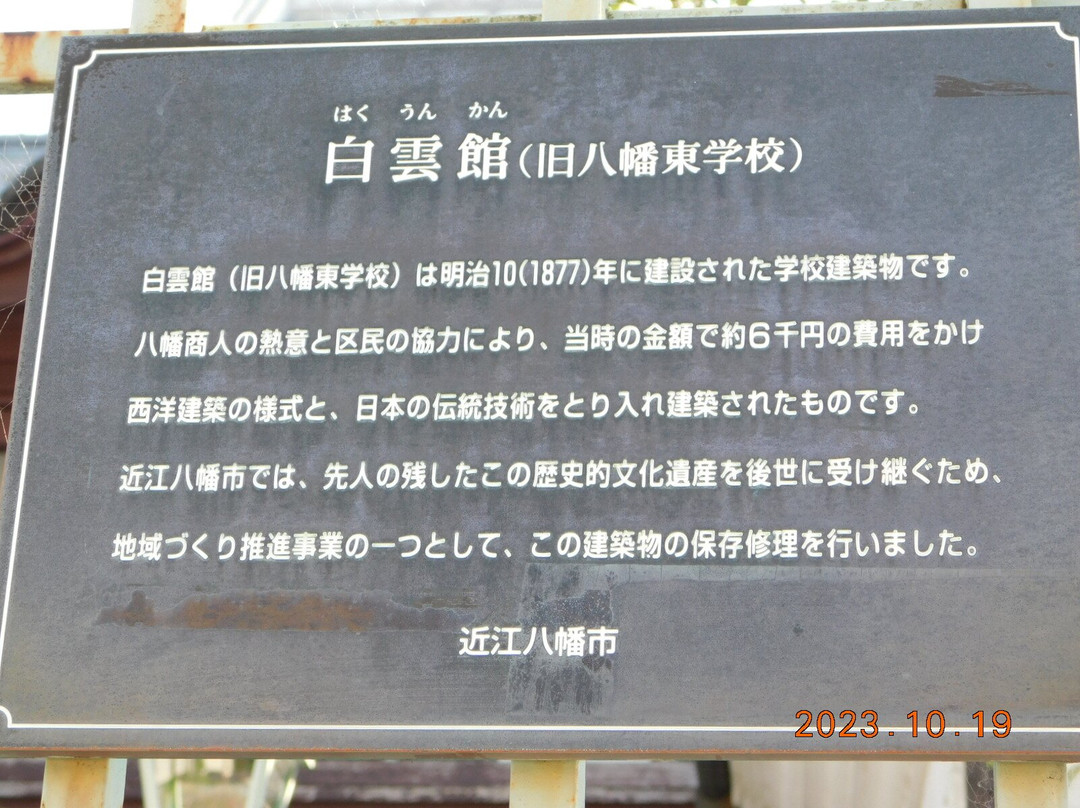 はく うん かん
白雲館(旧八幡東学校)
白雲館(旧八幡東学校)は明治10(1877)年に建設された学校建築物です。
八幡商人の熱意と区民の協力により、当時の金額で約6千円の費用をかけ
西洋建築の様式と、日本の伝統技術をとり入れ建築されたものです。
近江八幡市では、先人の残したこの歴史的文化遺産を後世に受け継ぐため、
地域づくり推進事業の一つとして、この建築物の保存修理を行いました。
近江八幡市
2023.10.19